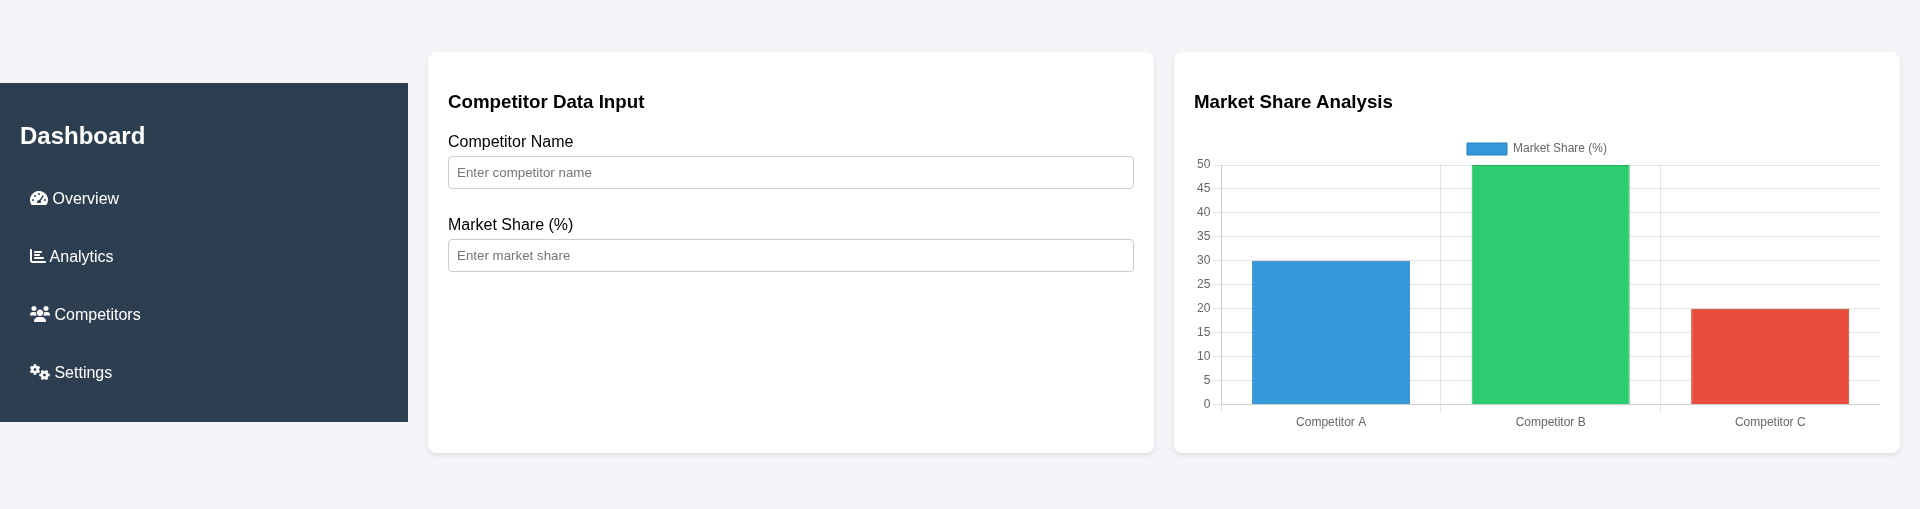 Dashboard
Overview
Analytics
Competitors
Settings
Competitor Data Input
Competitor Name
Enter competitor name
Market Share (%)
Enter market share
Market Share Analysis
Market Share (%)
50
45
40
35
30
25
20
15
10
5
0
Competitor A Competitor B Competitor C